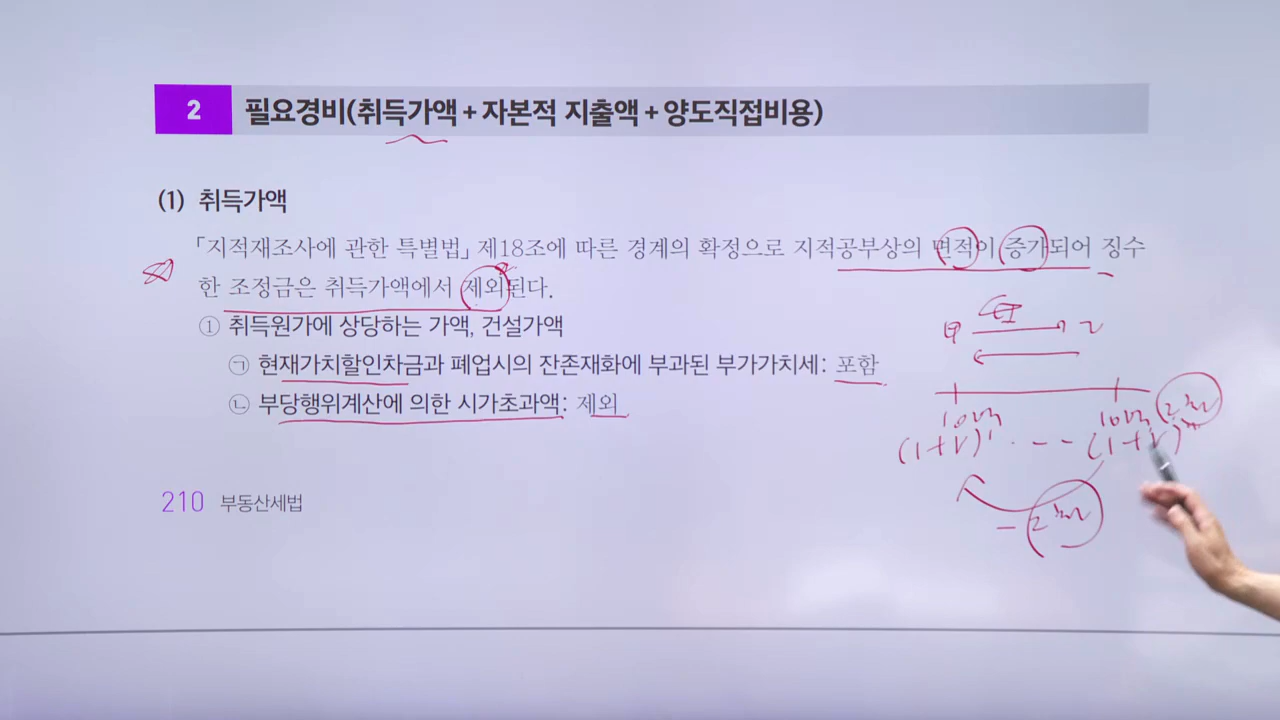 2 필요경비(취득가액+자본적 지출액+양도직접비용)
(1) 취득가액
「지적재조사에 관한 특별법」 제18조에 따른 경계의 확정으로 지적공부상의 면적이 증가되어 징수
한 조정금은 취득가액에서 제외된다.
① 취득원가에 상당하는 가액, 건설가액
㉠ 현재가치할인차금과 폐업시의 잔존재화에 부과된 부가가치세: 포함
㉡ 부당행위계산에 의한 시가초과액: 제외
210 부동산세법